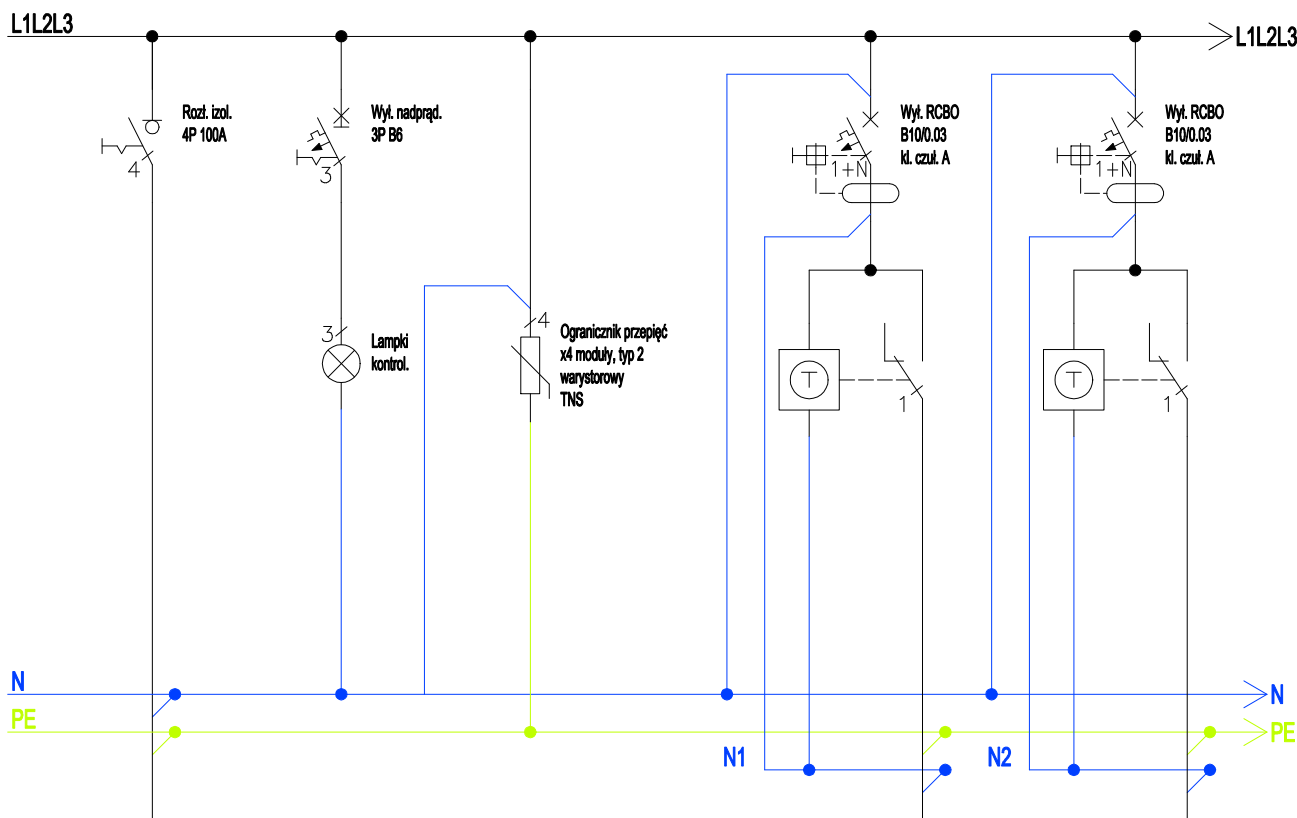 L1L2L3
L1L2L3
Rozł. izol.
4P 100A
4
Wył. nadprąd.
3P B6
3
3
Lampki
kontrol.
4
Ogranicznik przepięć
x4 moduły, typ 2
warystorowy
TNS
Wył. RCBO
B10/0.03
kl. czuł. A
1+N
T
1
Wył. RCBO
B10/0.03
kl. czuł. A
1+N
T
1
N
N
PE
PE
N1
N2